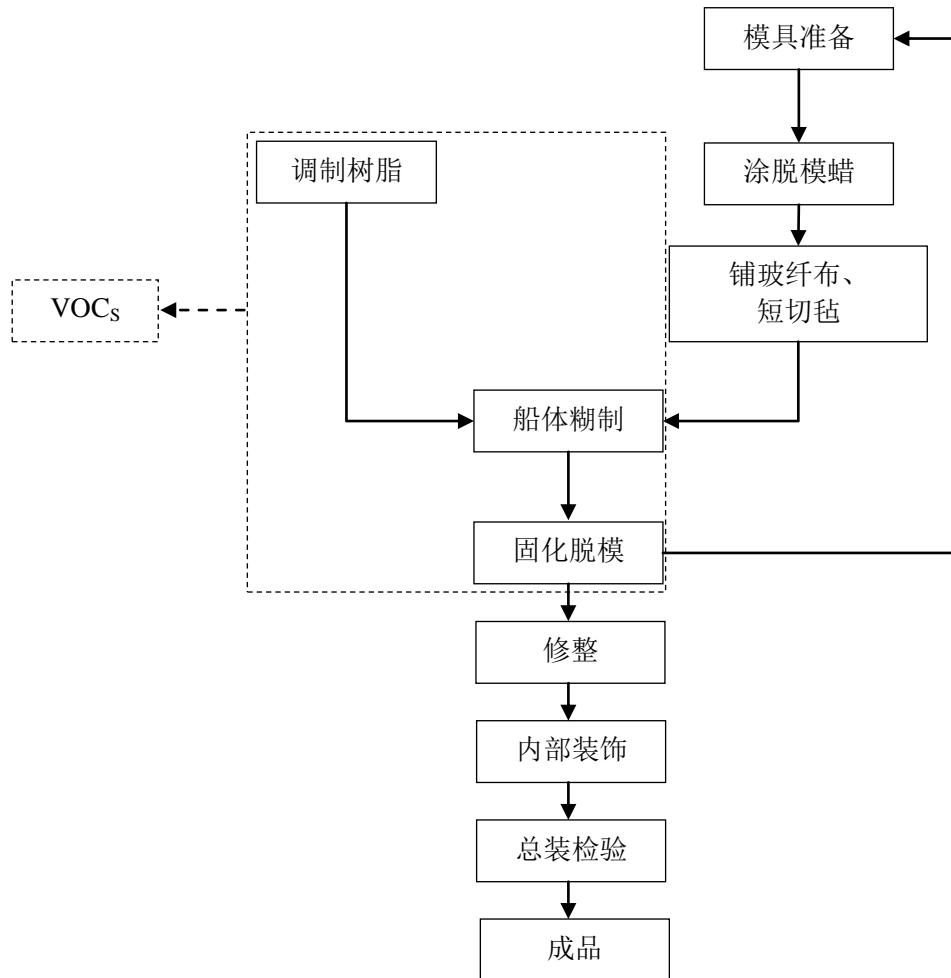 模具准备
调制树脂
涂脱模蜡
铺玻纤布、
短切毡
VOCS
船体糊制
固化脱模
修整
内部装饰
总装检验
成品